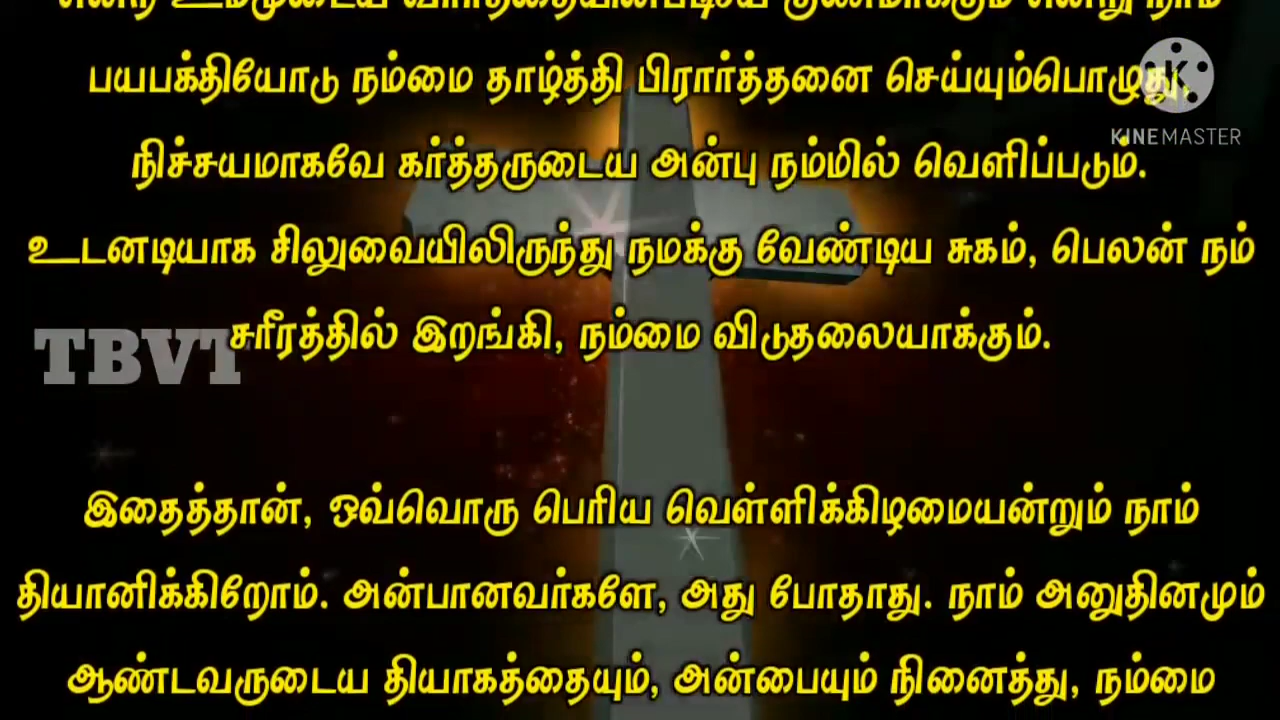 பயபக்தியோடு நம்மை தாழ்த்தி பிரார்த்தனை செய்யும்பொழுது,
KINEMASTER
நிச்சயமாகவே கர்த்தருடைய அன்பு நம்மில் வெளிப்படும்.
உடனடியாக சிலுவையிலிருந்து நமக்கு வேண்டிய சுகம், பெலன் நம்
சரீரத்தில் இறங்கி, நம்மை விடுதலையாக்கும்.
TBVT
இதைத்தான், ஒவ்வொரு பெரிய வெள்ளிக்கிடிமையன்றும் நாம்
தியானிக்கிறோம். அன்பானவர்களே, அது போதாது. நாம் அனுதினமும்
ஆண்டவருடைய தியாகத்தையும், அன்பையும் நினைத்து, நம்மை